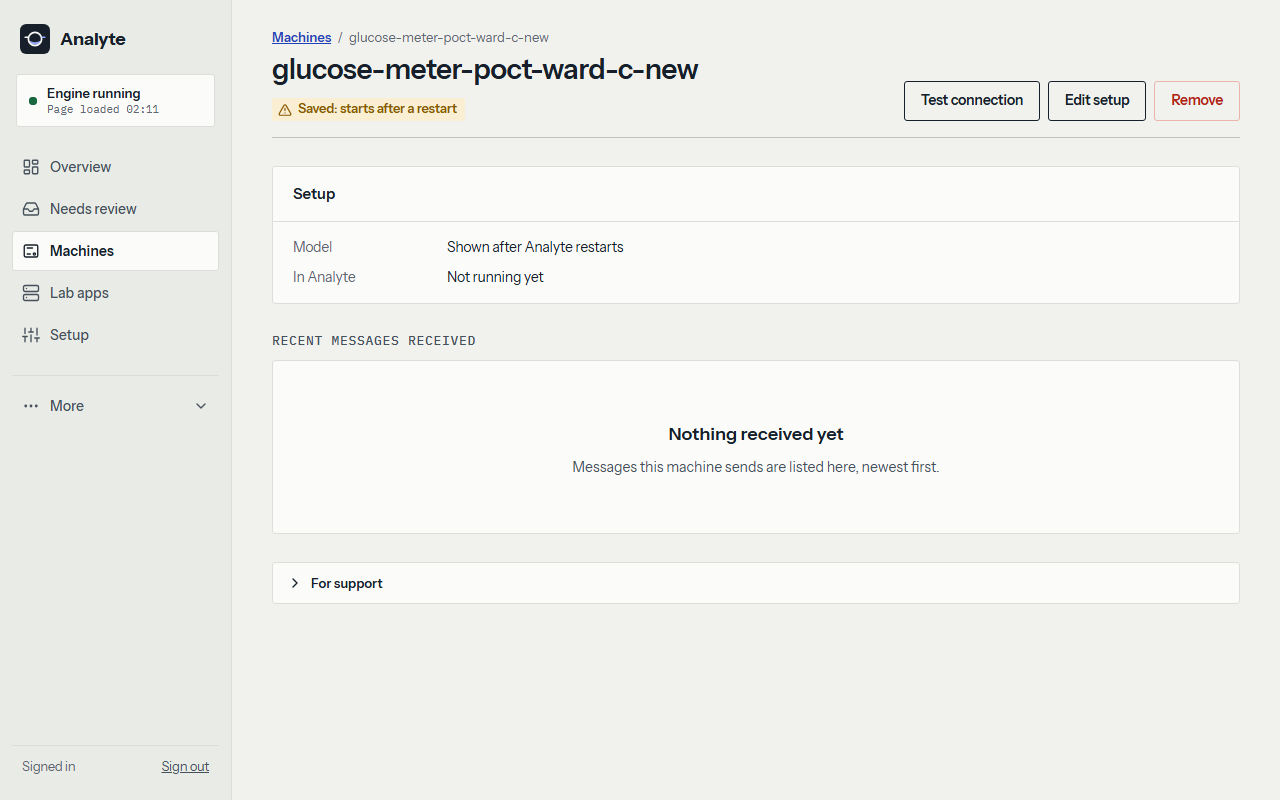 Analyte
Engine running
Page loaded 02:11
Overview
Needs review
Machines
Lab apps
Setup
More
Signed in
Sign out
Machines / glucose-meter-poct-ward-c-new
glucose-meter-poct-ward-c-new
Saved: starts after a restart
Test connection
Edit setup
Remove
Setup
Model Shown after Analyte restarts
In Analyte Not running yet
RECENT MESSAGES RECEIVED
Nothing received yet
Messages this machine sends are listed here, newest first.
For support